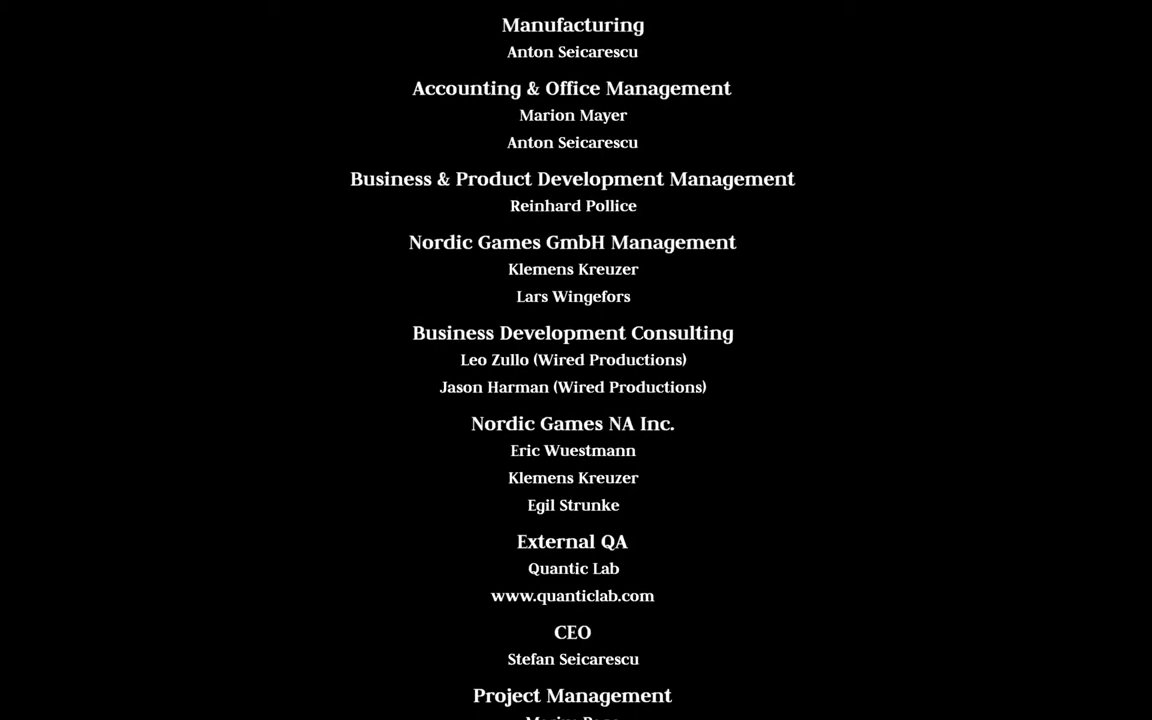 Manufacturing
Anton Seicarescu
Accounting & Office Management
Marion Mayer
Anton Seicarescu
Business & Product Development Management
Reinhard Pollice
Nordic Games GmbH Management
Klemens Kreuzer
Lars Wingefors
Business Development Consulting
Leo Zullo (Wired Productions)
Jason Harman (Wired Productions)
Nordic Games NA Inc.
Eric Wuestmann
Klemens Kreuzer
Egil Strunke
External QA
Quantic Lab
www.quanticlab.com
CEO
Stefan Seicarescu
Project Management